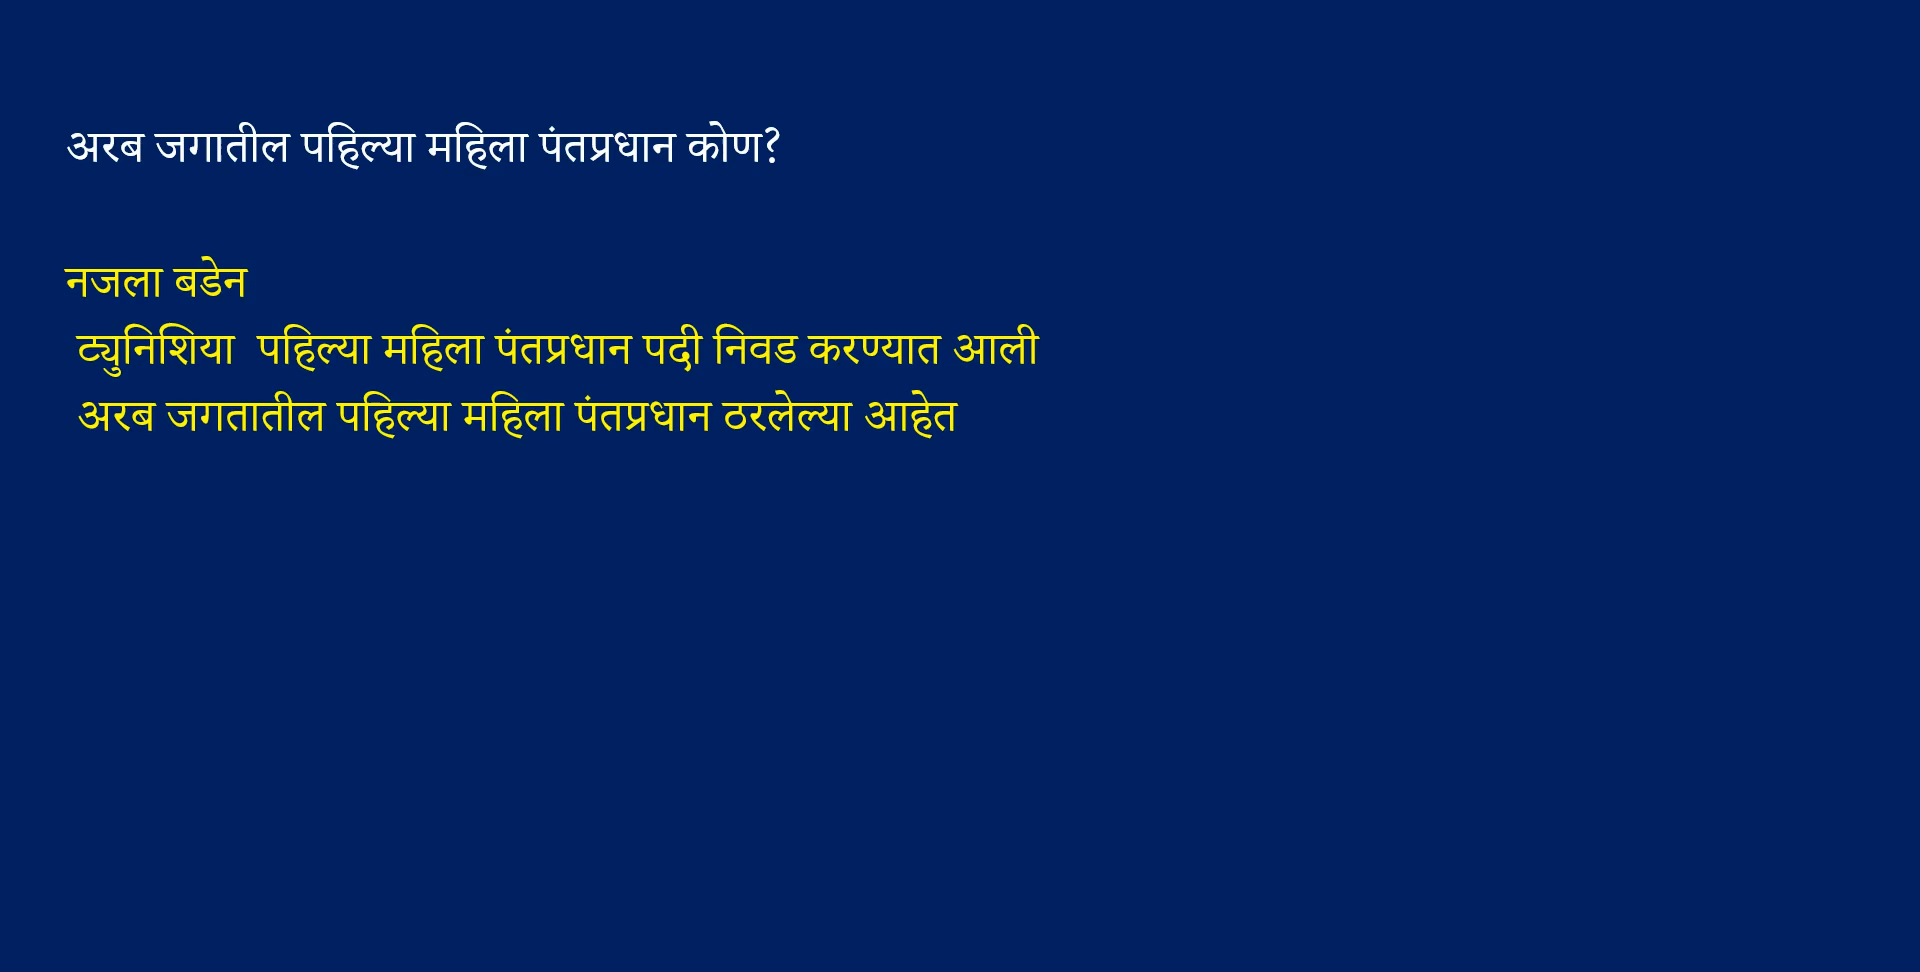 अरब जगातील पहिल्या महिला पंतप्रधान कोण?
नजला बडेन
ट्युनिशिया पहिल्या महिला पंतप्रधान पदी निवड करण्यात आली
अरब जगतातील पहिल्या महिला पंतप्रधान ठरलेल्या आहेत